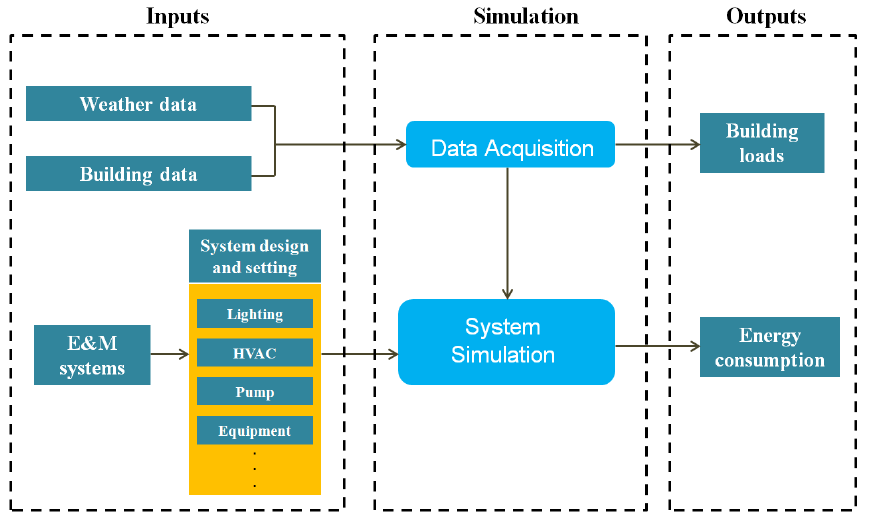 Inputs
Simulation
Outputs
Weather data
Building data
Data Acquisition
Building
loads
System design
and setting
Lighting
HVAC
Pump
Equipment
.
.
.
E&M
systems
System
Simulation
Energy
consumption